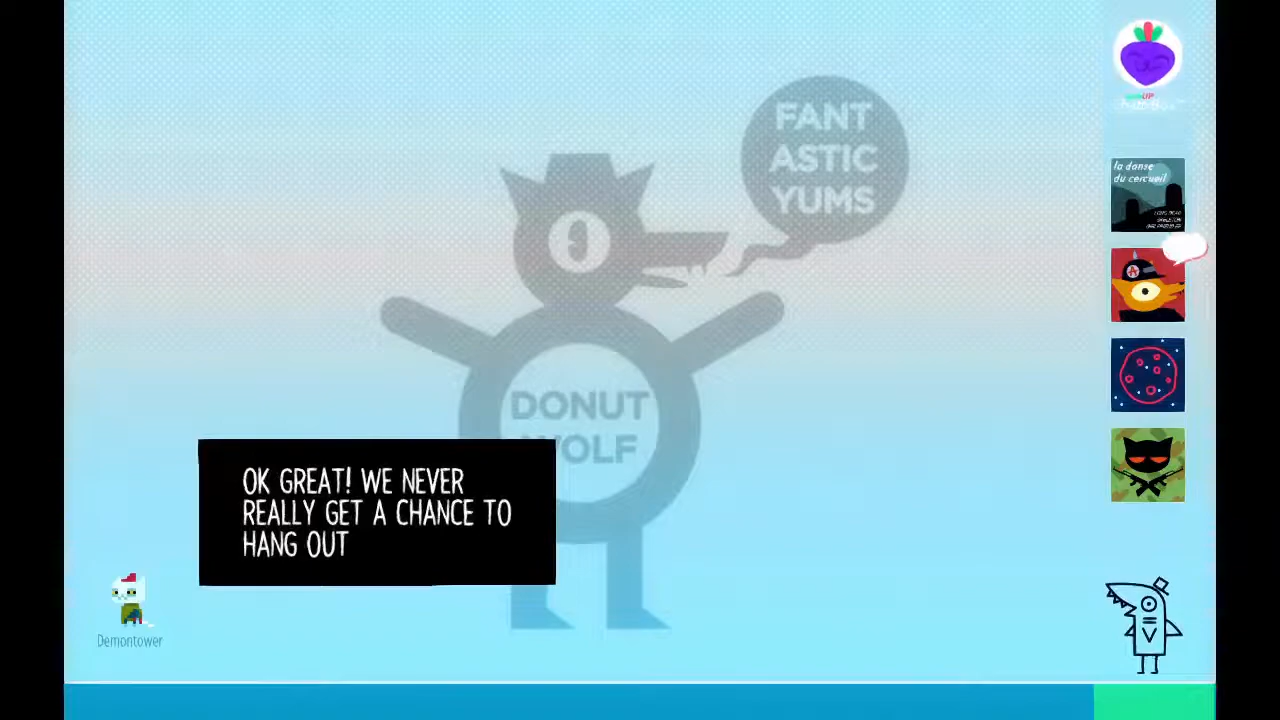 FANT
ASTIC
YUMS
la danse
du cercueil
DONUT
WOLF
OK GREAT! WE NEVER
REALLY GET A CHANCE TO
HANG OUT
Demontower